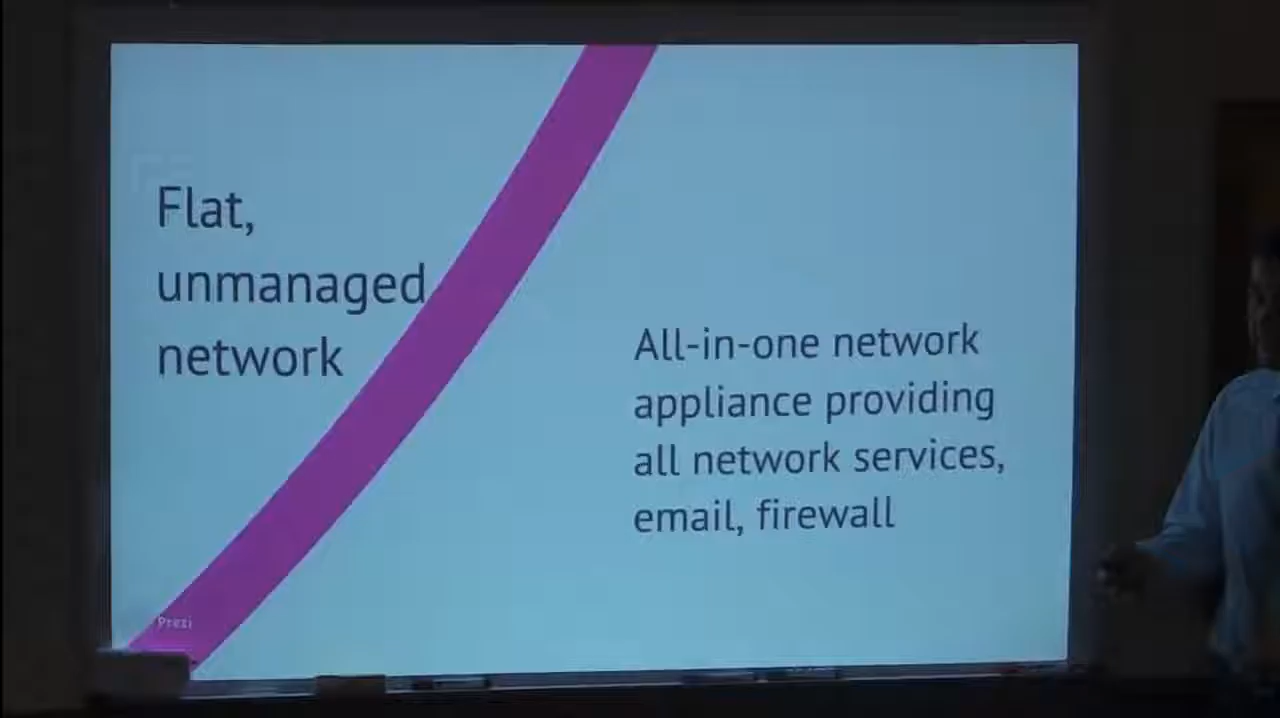 Flat,
unmanaged
network
All-in-one network
appliance providing
all network services,
email, firewall
Prezi